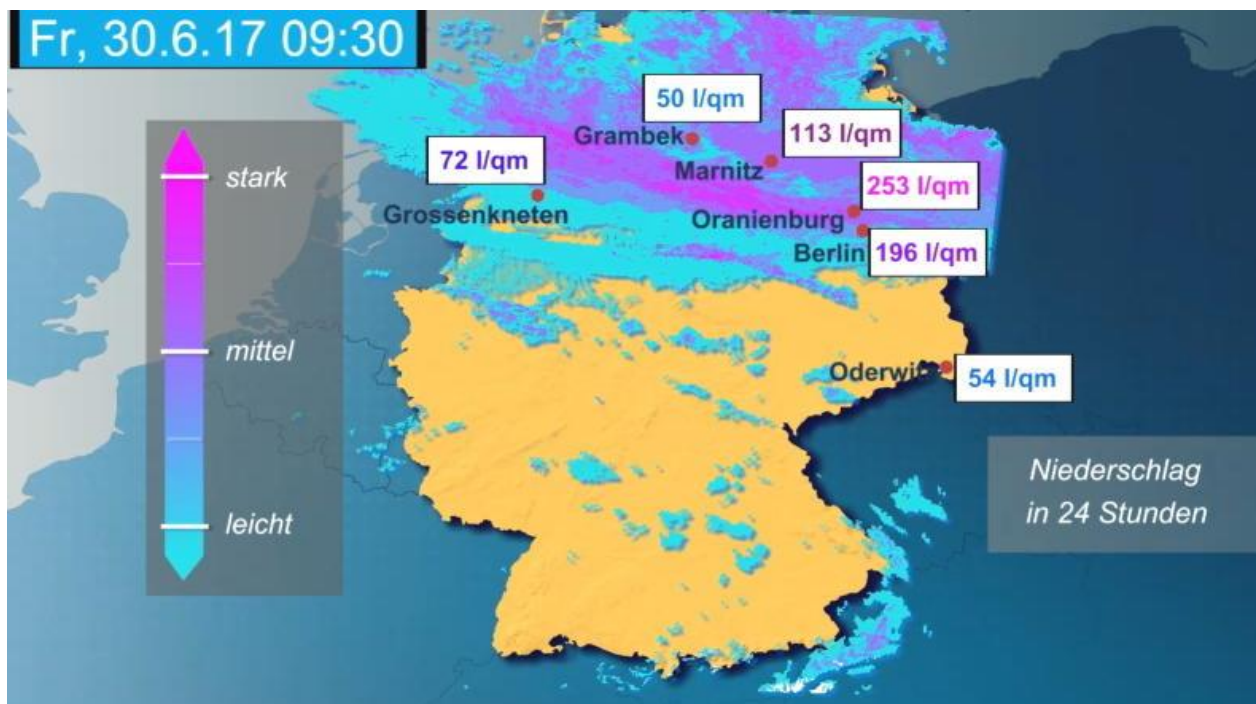 Fr, 30.6.17 09:30
50 l/qm
Grambek
113 l/qm
72 l/qm
Marnitz
stark
253 l/qm
Grossenkneten
Oranienburg
Berlin
196 l/qm
mittel
Oderwitz
54 l/qm
Niederschlag
in 24 Stunden
leicht